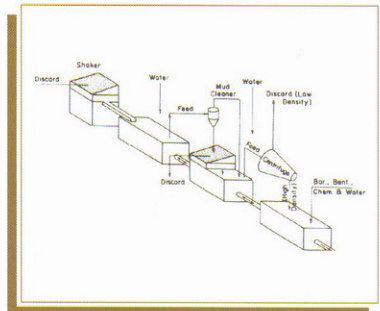 Shaker
Discard
Water
Feed
Mud
Cleaner
Water
Discard (Low
Density)
Feed
Centrifuge
Discard
(High
Density)
Bar., Bent.,
Chem. & Water